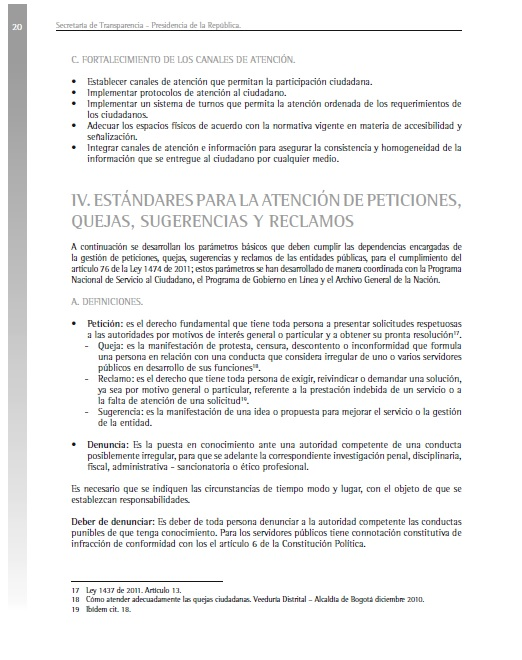 20
Secretaría de Transparencia – Presidencia de la República.
C. FORTALECIMIENTO DE LOS CANALES DE ATENCIÓN.
• Establecer canales de atención que permitan la participación ciudadana.
• Implementar protocolos de atención al ciudadano.
• Implementar un sistema de turnos que permita la atención ordenada de los requerimientos de
los ciudadanos.
• Adecuar los espacios físicos de acuerdo con la normativa vigente en materia de accesibilidad y
señalización.
• Integrar canales de atención e información para asegurar la consistencia y homogeneidad de la
información que se entregue al ciudadano por cualquier medio.
IV. ESTÁNDARES PARA LA ATENCIÓN DE PETICIONES,
QUEJAS, SUGERENCIAS Y RECLAMOS
A continuación se desarrollan los parámetros básicos que deben cumplir las dependencias encargadas de
la gestión de peticiones, quejas, sugerencias y reclamos de las entidades públicas, para el cumplimiento del
artículo 76 de la Ley 1474 de 2011; estos parámetros se han desarrollado de manera coordinada con la Programa
Nacional de Servicio al Ciudadano, el Programa de Gobierno en Línea y el Archivo General de la Nación.
A. DEFINICIONES.
• Petición: es el derecho fundamental que tiene toda persona a presentar solicitudes respetuosas
a las autoridades por motivos de interés general o particular y a obtener su pronta resolución17.
- Queja: es la manifestación de protesta, censura, descontento o inconformidad que formula
una persona en relación con una conducta que considera irregular de uno o varios servidores
públicos en desarrollo de sus funciones18.
- Reclamo: es el derecho que tiene toda persona de exigir, reivindicar o demandar una solución,
ya sea por motivo general o particular, referente a la prestación indebida de un servicio o a
la falta de atención de una solicitud19.
- Sugerencia: es la manifestación de una idea o propuesta para mejorar el servicio o la gestión
de la entidad.
• Denuncia: Es la puesta en conocimiento ante una autoridad competente de una conducta
posiblemente irregular, para que se adelante la correspondiente investigación penal, disciplinaria,
fiscal, administrativa - sancionatoria o ético profesional.
Es necesario que se indiquen las circunstancias de tiempo modo y lugar, con el objeto de que se
establezcan responsabilidades.
Deber de denunciar: Es deber de toda persona denunciar a la autoridad competente las conductas
punibles de que tenga conocimiento. Para los servidores públicos tiene connotación constitutiva de
infracción de conformidad con los el artículo 6 de la Constitución Política.
17 Ley 1437 de 2011. Artículo 13.
18 Cómo atender adecuadamente las quejas ciudadanas. Veeduría Distrital – Alcaldía de Bogotá diciembre 2010.
19 Ibídem cit. 18.